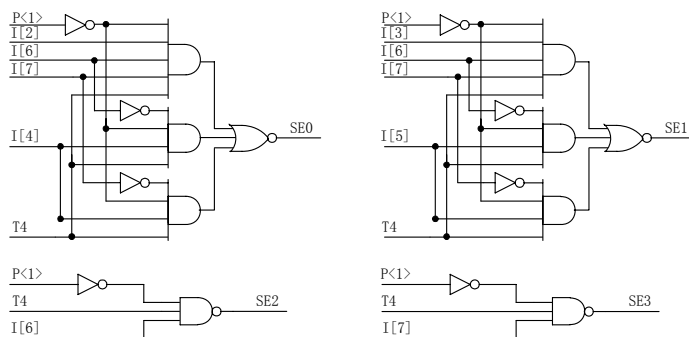 P<1>
I[2]
I[6]
I[7]
I[4]
T4
SE0
P<1>
I[3]
I[6]
I[7]
I[5]
T4
SE1
P<1>
T4
I[6]
SE2
P<1>
T4
I[7]
SE3